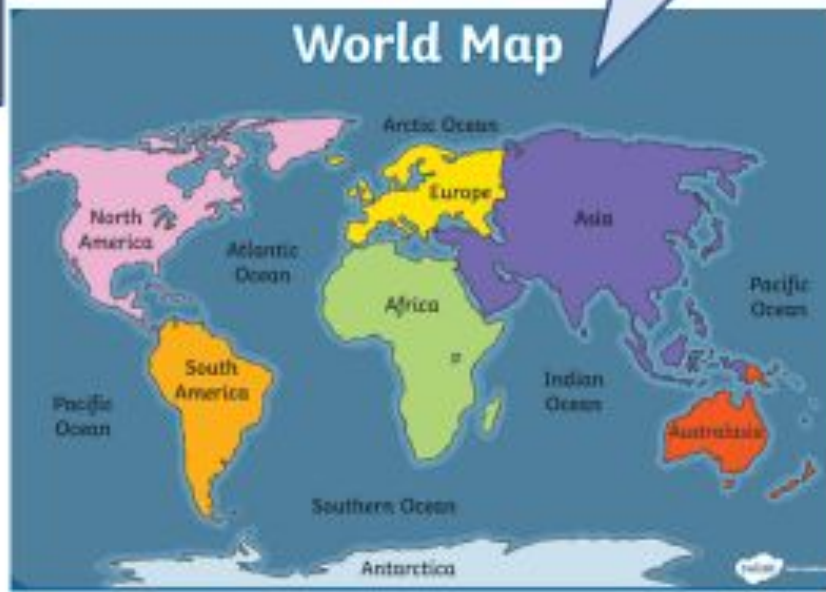 World Map
Arctic Ocean
Europe
North
America
Asia
Atlantic
Ocean
Africa
Pacific
Ocean
South
America
Indian
Ocean
Pacific
Ocean
Australasia
Southern Ocean
Antarctica